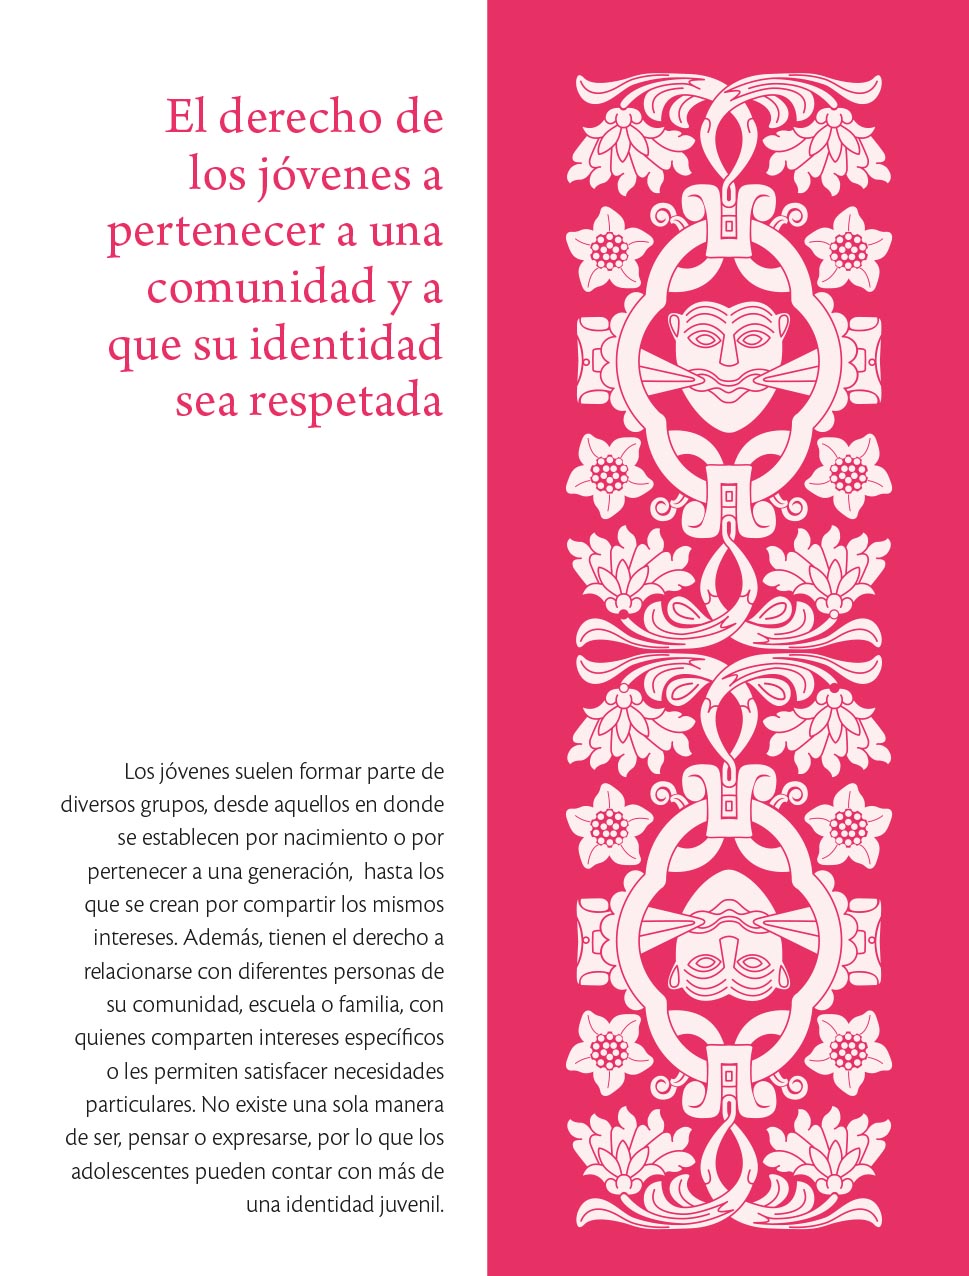 El derecho de
los jóvenes a
pertenecer a una
comunidad y a
que su identidad
sea respetada
Los jóvenes suelen formar parte de
diversos grupos, desde aquellos en donde
se establecen por nacimiento o por
pertenecer a una generación, hasta los
que se crean por compartir los mismos
intereses. Además, tienen el derecho a
relacionarse con diferentes personas de
su comunidad, escuela o familia, con
quienes comparten intereses específicos
o les permiten satisfacer necesidades
particulares. No existe una sola manera
de ser, pensar o expresarse, por lo que los
adolescentes pueden contar con más de
una identidad juvenil.